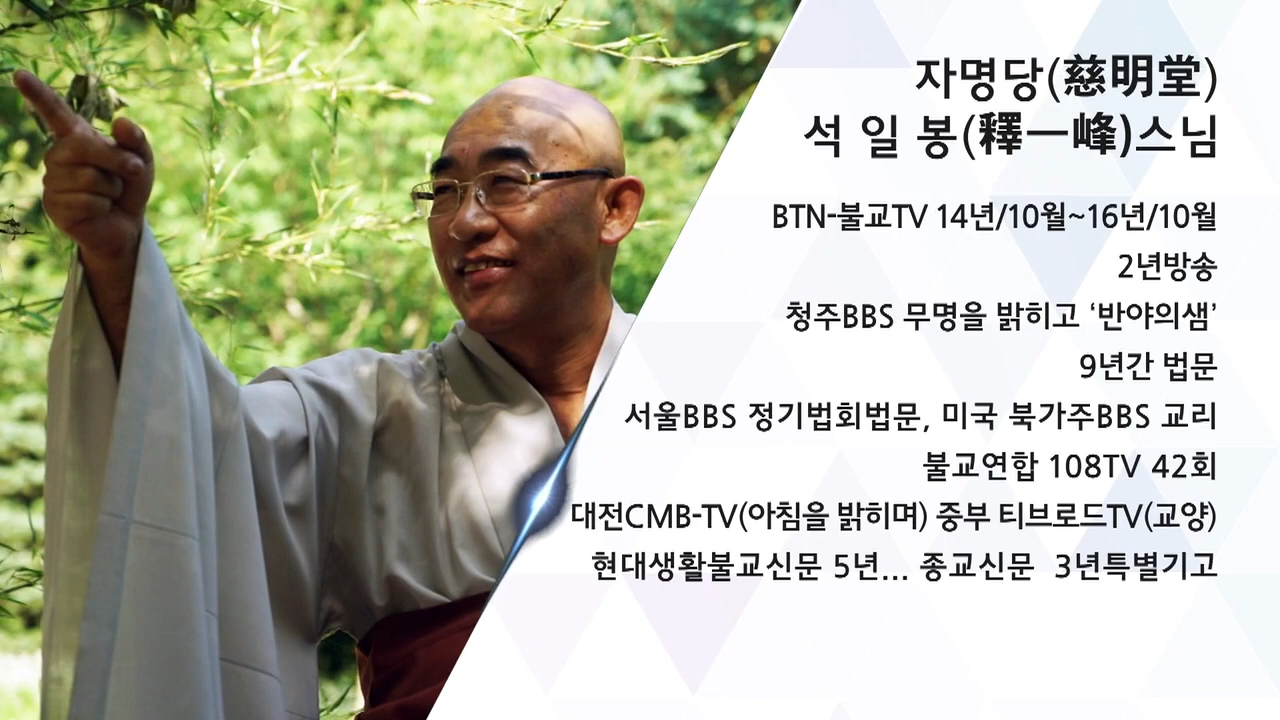 자명당(慈明堂)
석 일 봉(釋一峰)스님
BTN-불교TV 14년/10월~16년/10월
2년방송
청주BBS 무명을 밝히고 ‘반야의샘’
9년간 법문
서울BBS 정기법회법문, 미국 북가주BBS 교리
불교연합 108TV 42회
대전CMB-TV(아침을 밝히며) 중부 티브로드TV(교양)
현대생활불교신문 5년... 종교신문 3년특별기고